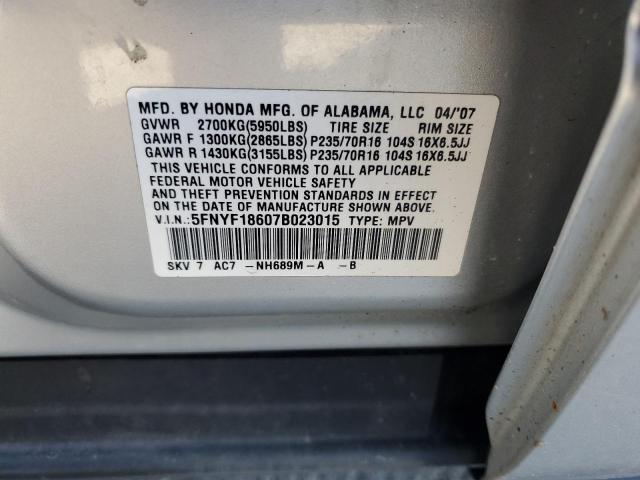 MFD. BY HONDA MFG. OF ALABAMA, LLC 04/'07
GVWR 2700KG(5950LBS) TIRE SIZE RIM SIZE
GAWR F 1300KG(2865LBS) P235/70R16 104S 16X6.5JJ
GAWR R 1430KG(3155LBS) P235/70R16 104S 16X6.5JJ
THIS VEHICLE CONFORMS TO ALL APPLICABLE
FEDERAL MOTOR VEHICLE SAFETY
AND THEFT PREVENTION STANDARDS IN EFFECT
ON THE DATE OF MANUFACTURE SHOWN ABOVE.
V.I.N.: 5FNYF18607B023015 TYPE: MPV
SKV 7 AC7 -NH689M-A -B